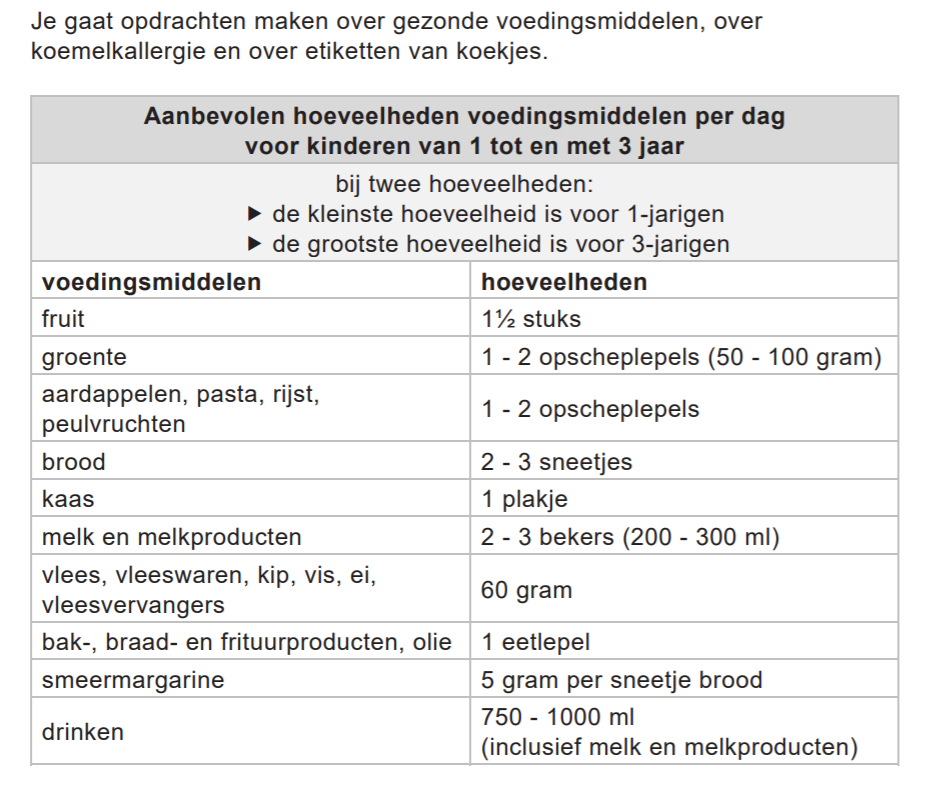 Je gaat opdrachten maken over gezonde voedingsmiddelen, over
koemelkallergie en over etiketten van koekjes.
Aanbevolen hoeveelheden voedingsmiddelen per dag
voor kinderen van 1 tot en met 3 jaar
bij twee hoeveelheden:
► de kleinste hoeveelheid is voor 1-jarigen
► de grootste hoeveelheid is voor 3-jarigen
voedingsmiddelen hoeveelheden
fruit 1½ stuks
groente 1 - 2 opscheplepels (50 - 100 gram)
aardappelen, pasta, rijst,
peulvruchten 1 - 2 opscheplepels
brood 2 - 3 sneetjes
kaas 1 plakje
melk en melkproducten 2 - 3 bekers (200 - 300 ml)
vlees, vleeswaren, kip, vis, ei,
vleesvervangers 60 gram
bak-, braad- en frituurproducten, olie 1 eetlepel
smeermargarine 5 gram per sneetje brood
drinken 750 - 1000 ml
(inclusief melk en melkproducten)